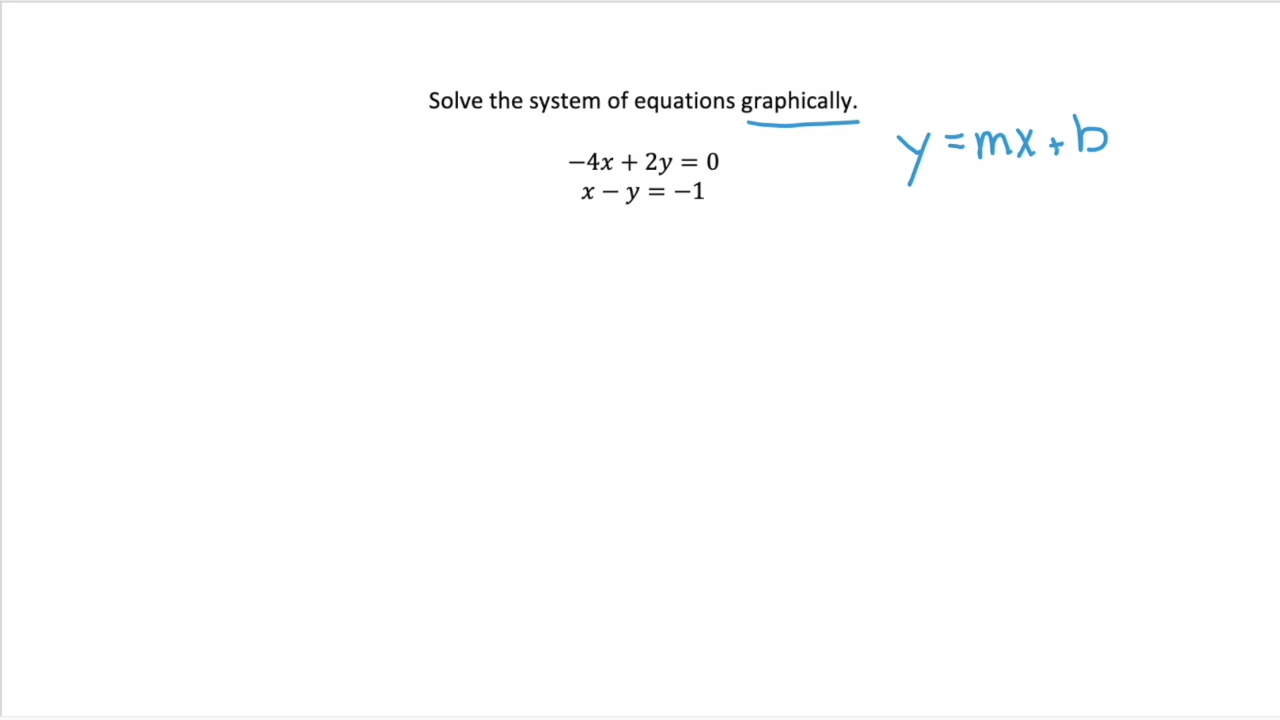 Solve the system of equations graphically.
y = mx + b
−4x + 2y = 0
x − y = −1